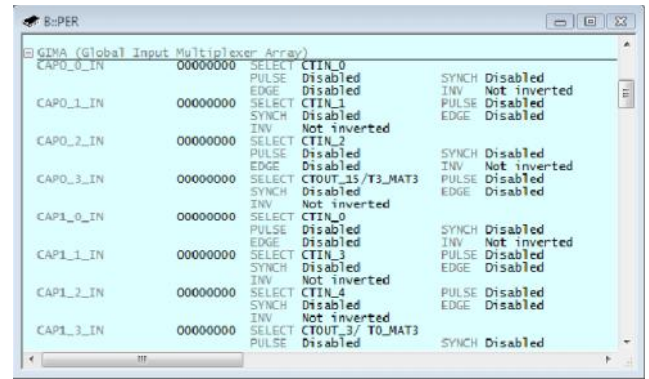 B::PER
GIMA (Global Input Multiplexer Array)
CAP0_0_IN 00000000 SELECT CTIN_0
PULSE Disabled SYNCH Disabled
EDGE Disabled INV Not inverted
CAP0_1_IN 00000000 SELECT CTIN_1 PULSE Disabled
SYNCH Disabled EDGE Disabled
INV Not inverted
CAP0_2_IN 00000000 SELECT CTIN_2
PULSE Disabled SYNCH Disabled
EDGE Disabled INV Not inverted
CAP0_3_IN 00000000 SELECT CTOUT_15/T3_MAT3 PULSE Disabled
SYNCH Disabled EDGE Disabled
INV Not inverted
CAP1_0_IN 00000000 SELECT CTIN_0
PULSE Disabled SYNCH Disabled
EDGE Disabled INV Not inverted
CAP1_1_IN 00000000 SELECT CTIN_3 PULSE Disabled
SYNCH Disabled EDGE Disabled
INV Not inverted
CAP1_2_IN 00000000 SELECT CTIN_4 PULSE Disabled
SYNCH Disabled EDGE Disabled
INV Not inverted
CAP1_3_IN 00000000 SELECT CTOUT_3/ T0_MAT3
PULSE Disabled SYNCH Disabled